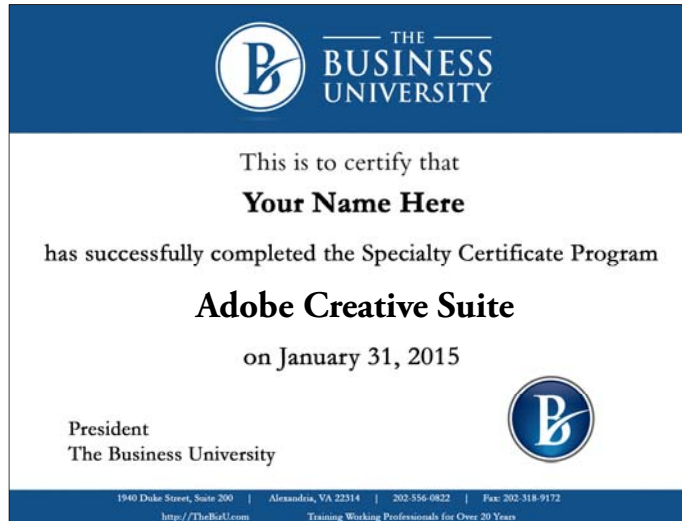 THE
BUSINESS
UNIVERSITY
This is to certify that
Your Name Here
has successfully completed the Specialty Certificate Program
Adobe Creative Suite
on January 31, 2015
President
The Business University
1940 Duke Street, Suite 200 | Alexandria, VA 22314 | 202-556-0822 | Fax: 202-318-9172
http://TheBizU.com Training Working Professionals for Over 20 Years